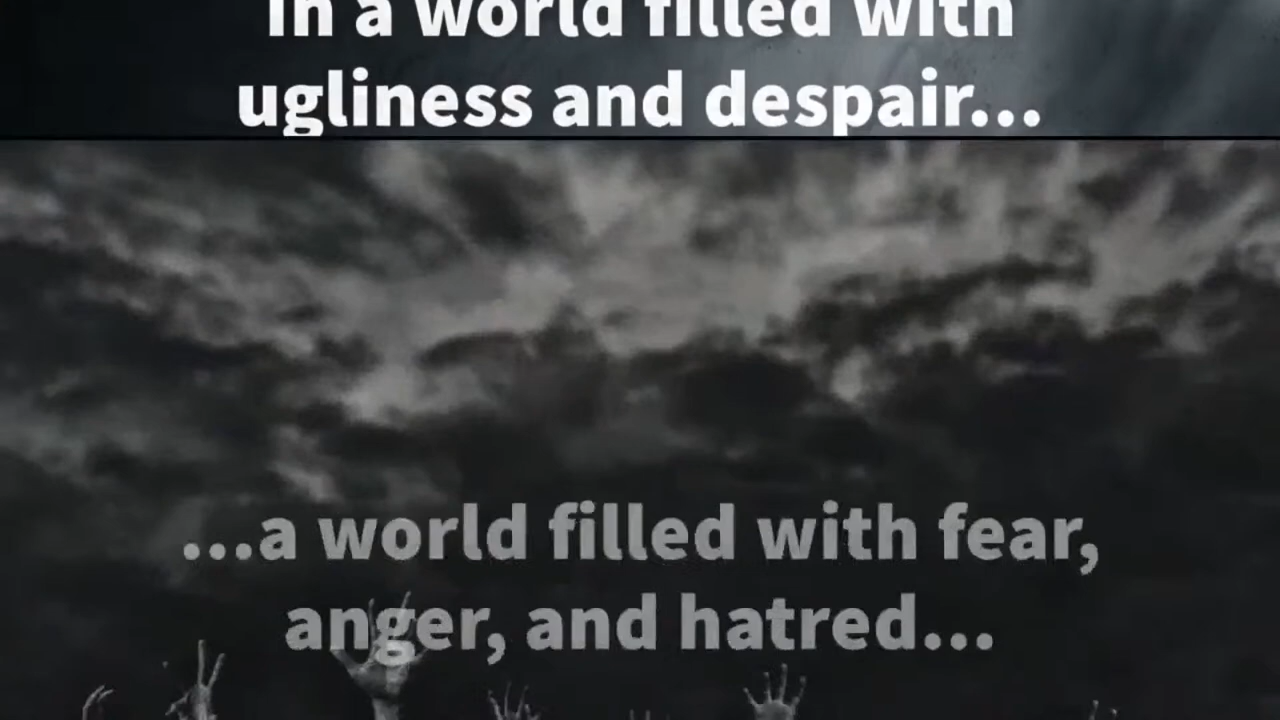 In a world filled with
ugliness and despair...
...a world filled with fear,
anger, and hatred...